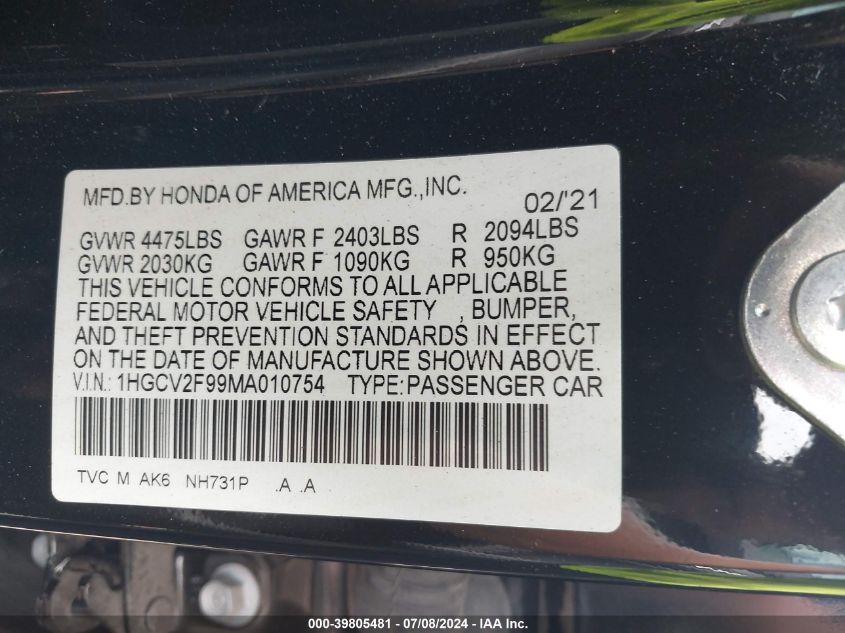 MFD.BY HONDA OF AMERICA MFG.,INC.
02/'21
GVWR 4475LBS GAWR F 2403LBS R 2094LBS
GVWR 2030KG GAWR F 1090KG R 950KG
THIS VEHICLE CONFORMS TO ALL APPLICABLE
FEDERAL MOTOR VEHICLE SAFETY , BUMPER,
AND THEFT PREVENTION STANDARDS IN EFFECT
ON THE DATE OF MANUFACTURE SHOWN ABOVE.
V.I.N.: 1HGCV2F99MA010754 TYPE:PASSENGER CAR
TVC M AK6 NH731P .A .A
000-39805481 / 07/08/2024 - IAA Inc.